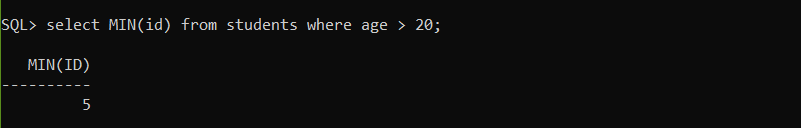 SQL> select MIN(id) from students where age > 20;
MIN(ID)
----------
5